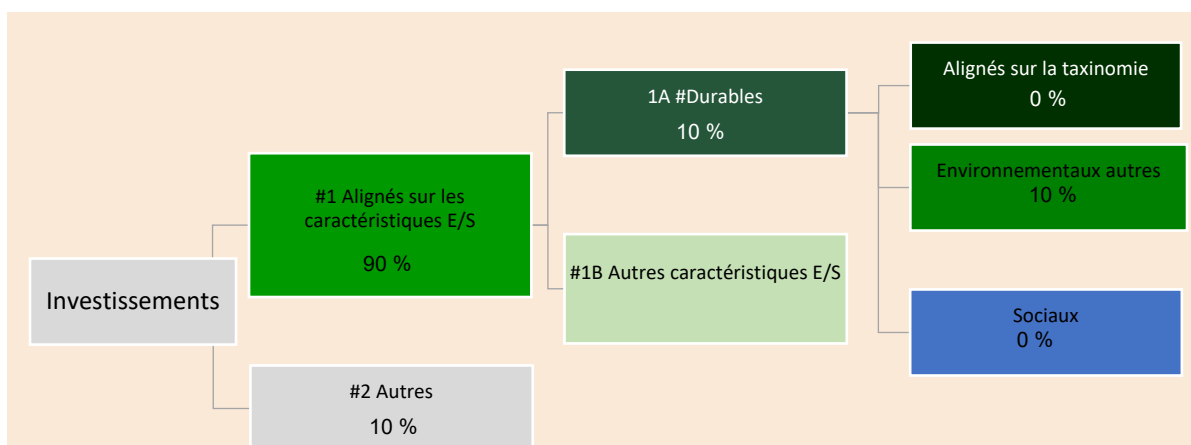 Investissements
#1 Alignés sur les
caractéristiques E/S
90 %
#2 Autres
10 %
1A #Durables
10 %
#1B Autres caractéristiques E/S
Alignés sur la taxinomie
0 %
Environnementaux autres
10 %
Sociaux
0 %